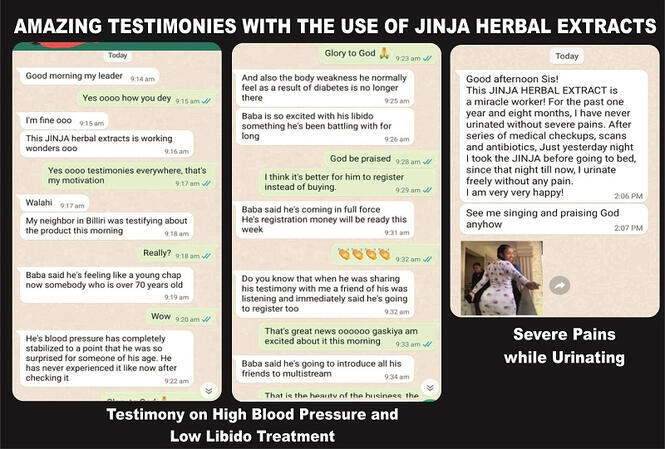 AMAZING TESTIMONIES WITH THE USE OF JINJA HERBAL EXTRACTS
Today
Good morning my leader 9:14 am
Yes oooo how you dey 9:15 am
I'm fine ooo 9:15 am
This JINJA herbal extracts is working
wonders ooo
9:16 am
Yes oooo testimonies everywhere, that's
my motivation
9:17 am
Walahi 9:17 am
My neighbor in Billiri was testifying about
the product this morning
9:18 am
Really? 9:18 am
Baba said he's feeling like a young chap
now somebody who is over 70 years old
9:19 am
Wow 9:20 am
He's blood pressure has completely
stabilized to a point that he was so
surprised for someone of his age. He
has never experienced it like now after
checking it
9:22 am
Glory to God 🙏 9:23 am
And also the body weakness he normally
feel as a result of diabetes is no longer
there
9:25 am
Baba is so excited with his libido
something he's been battling with for
long
9:26 am
God be praised 9:28 am
I think it's better for him to register
instead of buying.
9:29 am
Baba said he's coming in full force
He's registration money will be ready this
week
9:31 am
👏👏👏👏 9:32 am
Do you know that when he was sharing
his testimony with me a friend of his was
listening and immediately said he's going
to register too
9:32 am
That's great news oooooo gaskiya am
excited about it this morning
9:33 am
Baba said he's going to introduce all his
friends to multistream
9:34 am
That is the beauty of the business, the
Today
Good afternoon Sis!
This JINJA HERBAL EXTRACT is
a miracle worker! For the past one
year and eight months, I have never
urinated without severe pains. After
series of medical checkups, scans
and antibiotics, Just yesterday night
I took the JINJA before going to bed,
since that night till now, I urinate
freely without any pain.
I am very very happy!
2:06 PM
See me singing and praising God
anyhow
2:07 PM
Severe Pains
while Urinating
Testimony on High Blood Pressure and
Low Libido Treatment